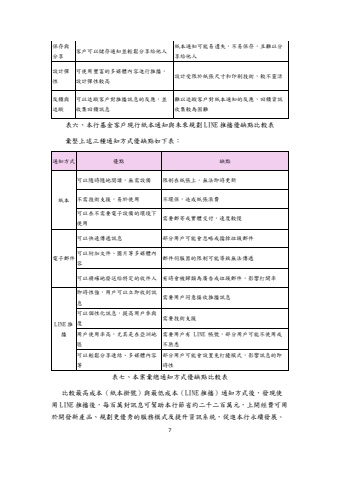 保存與
分享
客戶可以儲存通知並輕鬆分享給他人
紙本通知可能易遺失、不易保存，且難以分
享給他人
設計彈
性
可使用豐富的多媒體內容進行推播，
設計彈性較高
設計受限於紙張尺寸和印刷技術，較不靈活
反饋與
追蹤
可以追蹤客戶對推播訊息的反應，並
收集回饋訊息
難以追蹤客戶對紙本通知的反應，回饋資訊
收集較為困難
表六、本行基金客戶現行紙本通知與未來規劃 LINE 推播優缺點比較表
彙整上述三種通知方式優缺點如下表：
通知方式
優點
缺點
紙本
可以隨時隨地閱讀，無需設備
限制在紙張上，無法即時更新
不需技術支援，易於使用
不環保，造成紙張浪費
可以在不需要電子設備的環境下
使用
需要郵寄或實體交付，速度較慢
電子郵件
可以快速傳遞訊息
部分用戶可能會忽略或擋掉垃圾郵件
可以附加文件、圖片等多媒體內
容
郵件伺服器的限制可能導致無法傳遞
可以精確地發送給特定的收件人
有時會被歸類為廣告或垃圾郵件，影響打開率
LINE 推
播
即時性強，用戶可以立即收到訊
息
需要用戶同意接收推播訊息
可以個性化訊息，提高用戶參與
度
需要技術支援
用戶使用率高，尤其是在亞洲地
區
需要用戶有 LINE 帳號，部分用戶可能不使用或
不熟悉
可以輕鬆分享連結、多媒體內容
等
部分用戶可能會設置免打擾模式，影響訊息的即
時性
表七、本案彙總通知方式優缺點比較表
比較最高成本（紙本掛號）與最低成本（LINE 推播）通知方式後，發現使
用 LINE 推播後，每百萬封訊息可幫助本行節省約二千二百萬元，上開經費可用
於開發新產品、規劃更優秀的服務模式及提升資訊系統，促進本行永續發展。
7